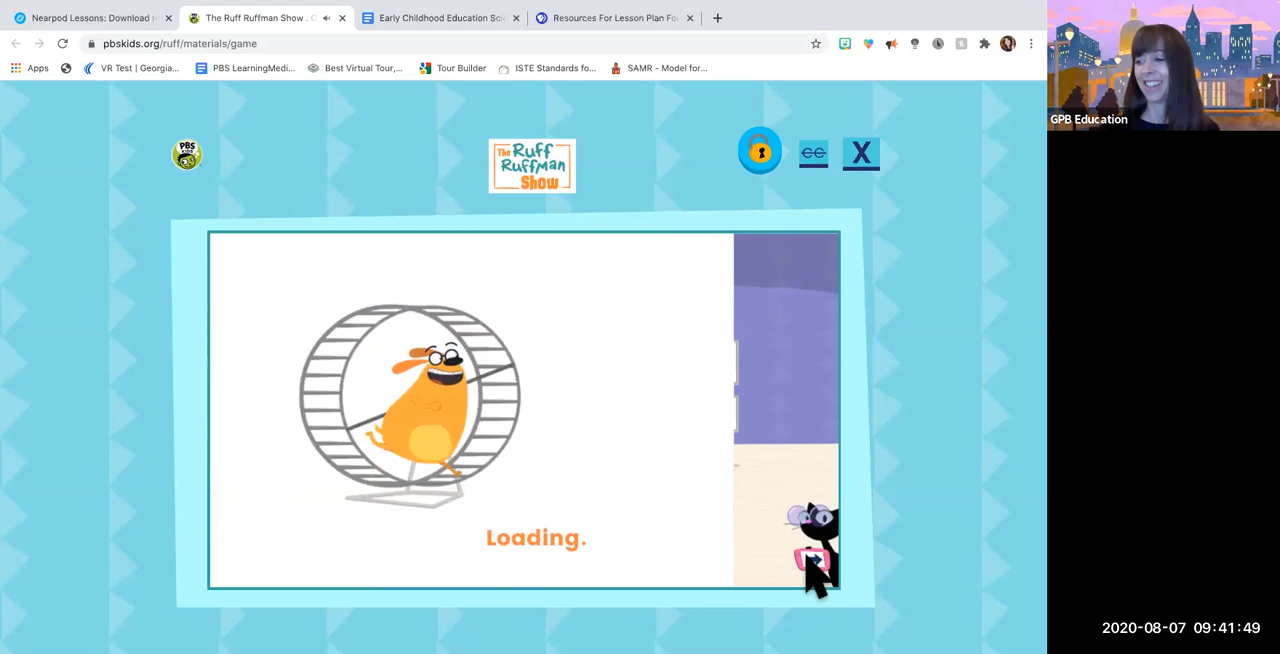 Nearpod Lessons: Download r
The Ruff Ruffman Show . G
Early Childhood Education Sci
Resources For Lesson Plan Fo
pbskids.org/ruff/materials/game
Apps
VR Test | Georgia...
PBS LearningMedi...
Best Virtual Tour,...
Tour Builder
ISTE Standards fo...
SAMR - Model for...
GPB Education
PBS
KIDS
The Ruff
Ruffman
Show
CC
X
Loading.
2020-08-07 09:41:49